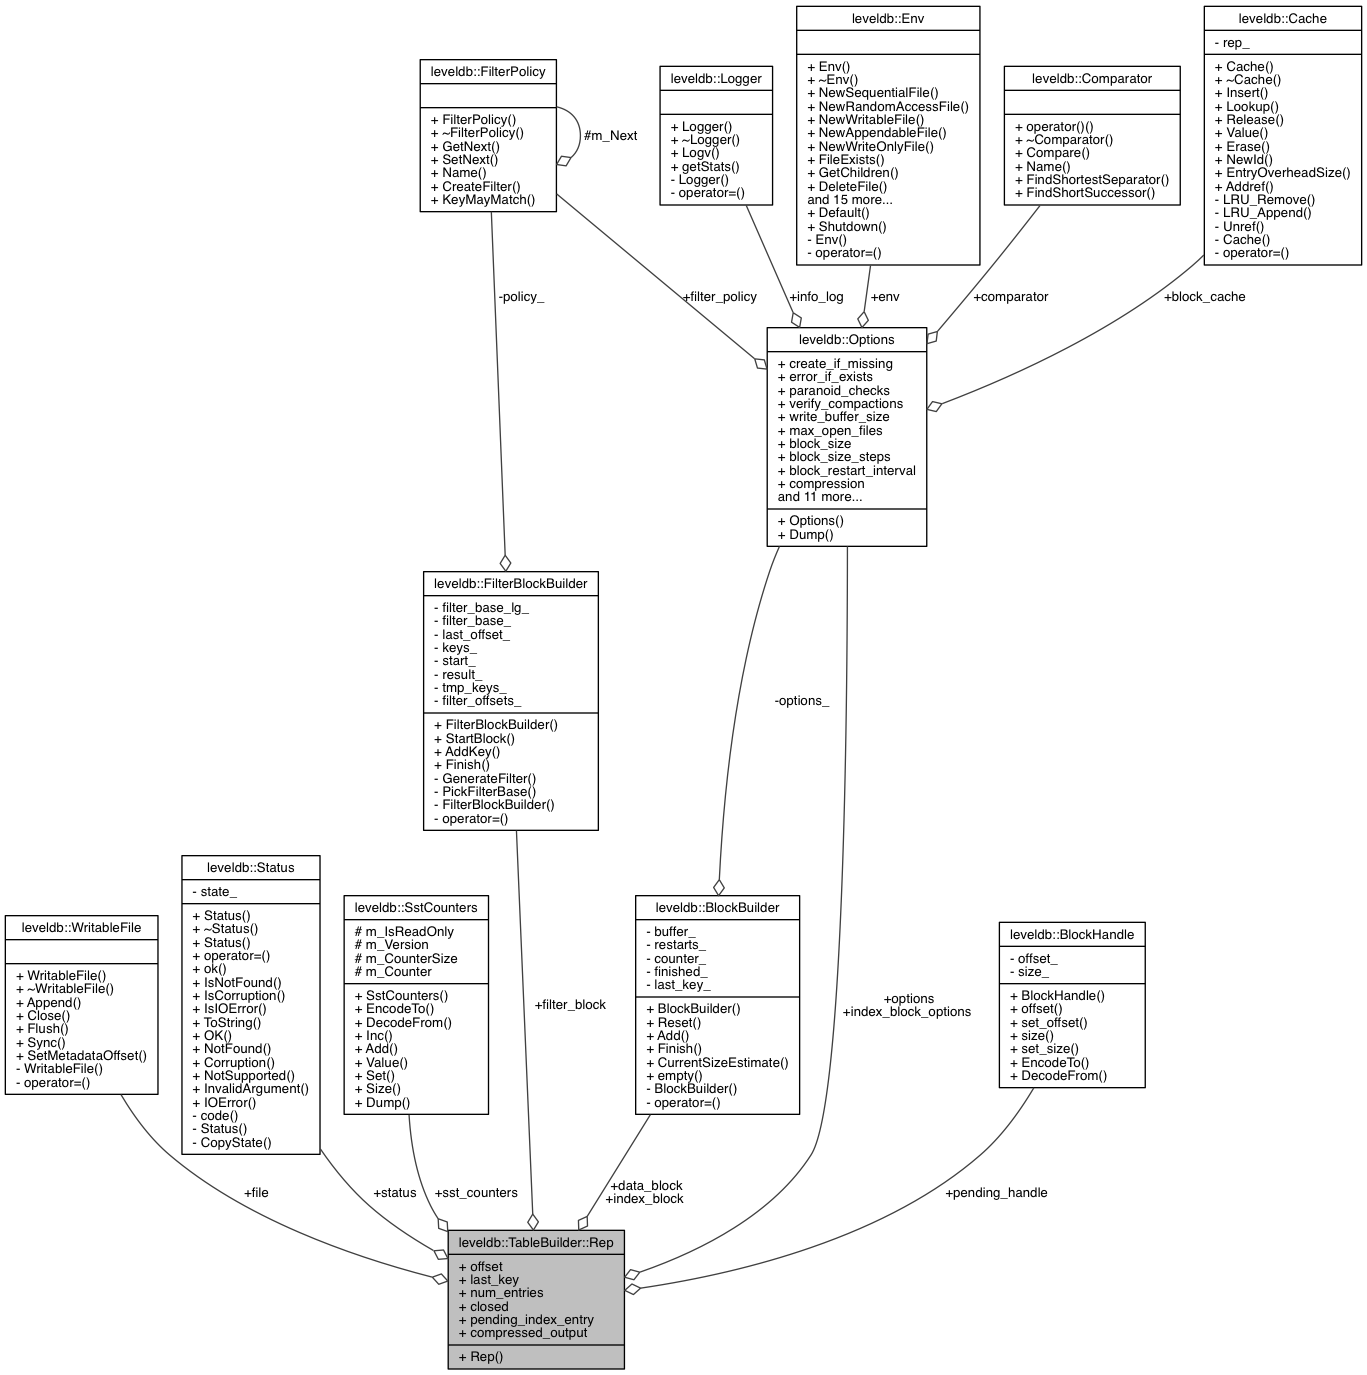 leveldb::Env
+ Env()
+ ~Env()
+ NewSequentialFile()
+ NewRandomAccessFile()
+ NewWritableFile()
+ NewAppendableFile()
+ NewWriteOnlyFile()
+ FileExists()
+ GetChildren()
+ DeleteFile()
and 15 more...
+ Default()
+ Shutdown()
- Env()
- operator=()
leveldb::Cache
- rep_
+ Cache()
+ ~Cache()
+ Insert()
+ Lookup()
+ Release()
+ Value()
+ Erase()
+ NewId()
+ EntryOverheadSize()
+ Addref()
- LRU_Remove()
- LRU_Append()
- Unref()
- Cache()
- operator=()
leveldb::FilterPolicy
+ FilterPolicy()
+ ~FilterPolicy()
+ GetNext()
+ SetNext()
+ Name()
+ CreateFilter()
+ KeyMayMatch()
#m_Next
leveldb::Logger
+ Logger()
+ ~Logger()
+ Logv()
+ getStats()
- Logger()
- operator=()
leveldb::Comparator
+ operator()()
+ ~Comparator()
+ Compare()
+ Name()
+ FindShortestSeparator()
+ FindShortSuccessor()
-policy_
+filter_policy
+info_log
+env
+comparator
+block_cache
leveldb::Options
+ create_if_missing
+ error_if_exists
+ paranoid_checks
+ verify_compactions
+ write_buffer_size
+ max_open_files
+ block_size
+ block_size_steps
+ block_restart_interval
+ compression
and 11 more...
+ Options()
+ Dump()
leveldb::FilterBlockBuilder
- filter_base_lg_
- filter_base_
- last_offset_
- keys_
- start_
- result_
- tmp_keys_
- filter_offsets_
+ FilterBlockBuilder()
+ StartBlock()
+ AddKey()
+ Finish()
- GenerateFilter()
- PickFilterBase()
- FilterBlockBuilder()
- operator=()
-options_
leveldb::WritableFile
+ WritableFile()
+ ~WritableFile()
+ Append()
+ Close()
+ Flush()
+ Sync()
+ SetMetadataOffset()
- WritableFile()
- operator=()
leveldb::Status
- state_
+ Status()
+ ~Status()
+ Status()
+ operator=()
+ ok()
+ IsNotFound()
+ IsCorruption()
+ IsIOError()
+ ToString()
+ OK()
+ NotFound()
+ Corruption()
+ NotSupported()
+ InvalidArgument()
+ IOError()
- code()
- Status()
- CopyState()
leveldb::SstCounters
# m_IsReadOnly
# m_Version
# m_CounterSize
# m_Counter
+ SstCounters()
+ EncodeTo()
+ DecodeFrom()
+ Inc()
+ Add()
+ Value()
+ Set()
+ Size()
+ Dump()
+filter_block
leveldb::BlockBuilder
- buffer_
- restarts_
- counter_
- finished_
- last_key_
+ BlockBuilder()
+ Reset()
+ Add()
+ Finish()
+ CurrentSizeEstimate()
+ empty()
- BlockBuilder()
- operator=()
+options
+index_block_options
leveldb::BlockHandle
- offset_
- size_
+ BlockHandle()
+ offset()
+ set_offset()
+ size()
+ set_size()
+ EncodeTo()
+ DecodeFrom()
+file
+status
+sst_counters
+data_block
+index_block
+pending_handle
leveldb::TableBuilder::Rep
+ offset
+ last_key
+ num_entries
+ closed
+ pending_index_entry
+ compressed_output
+ Rep()